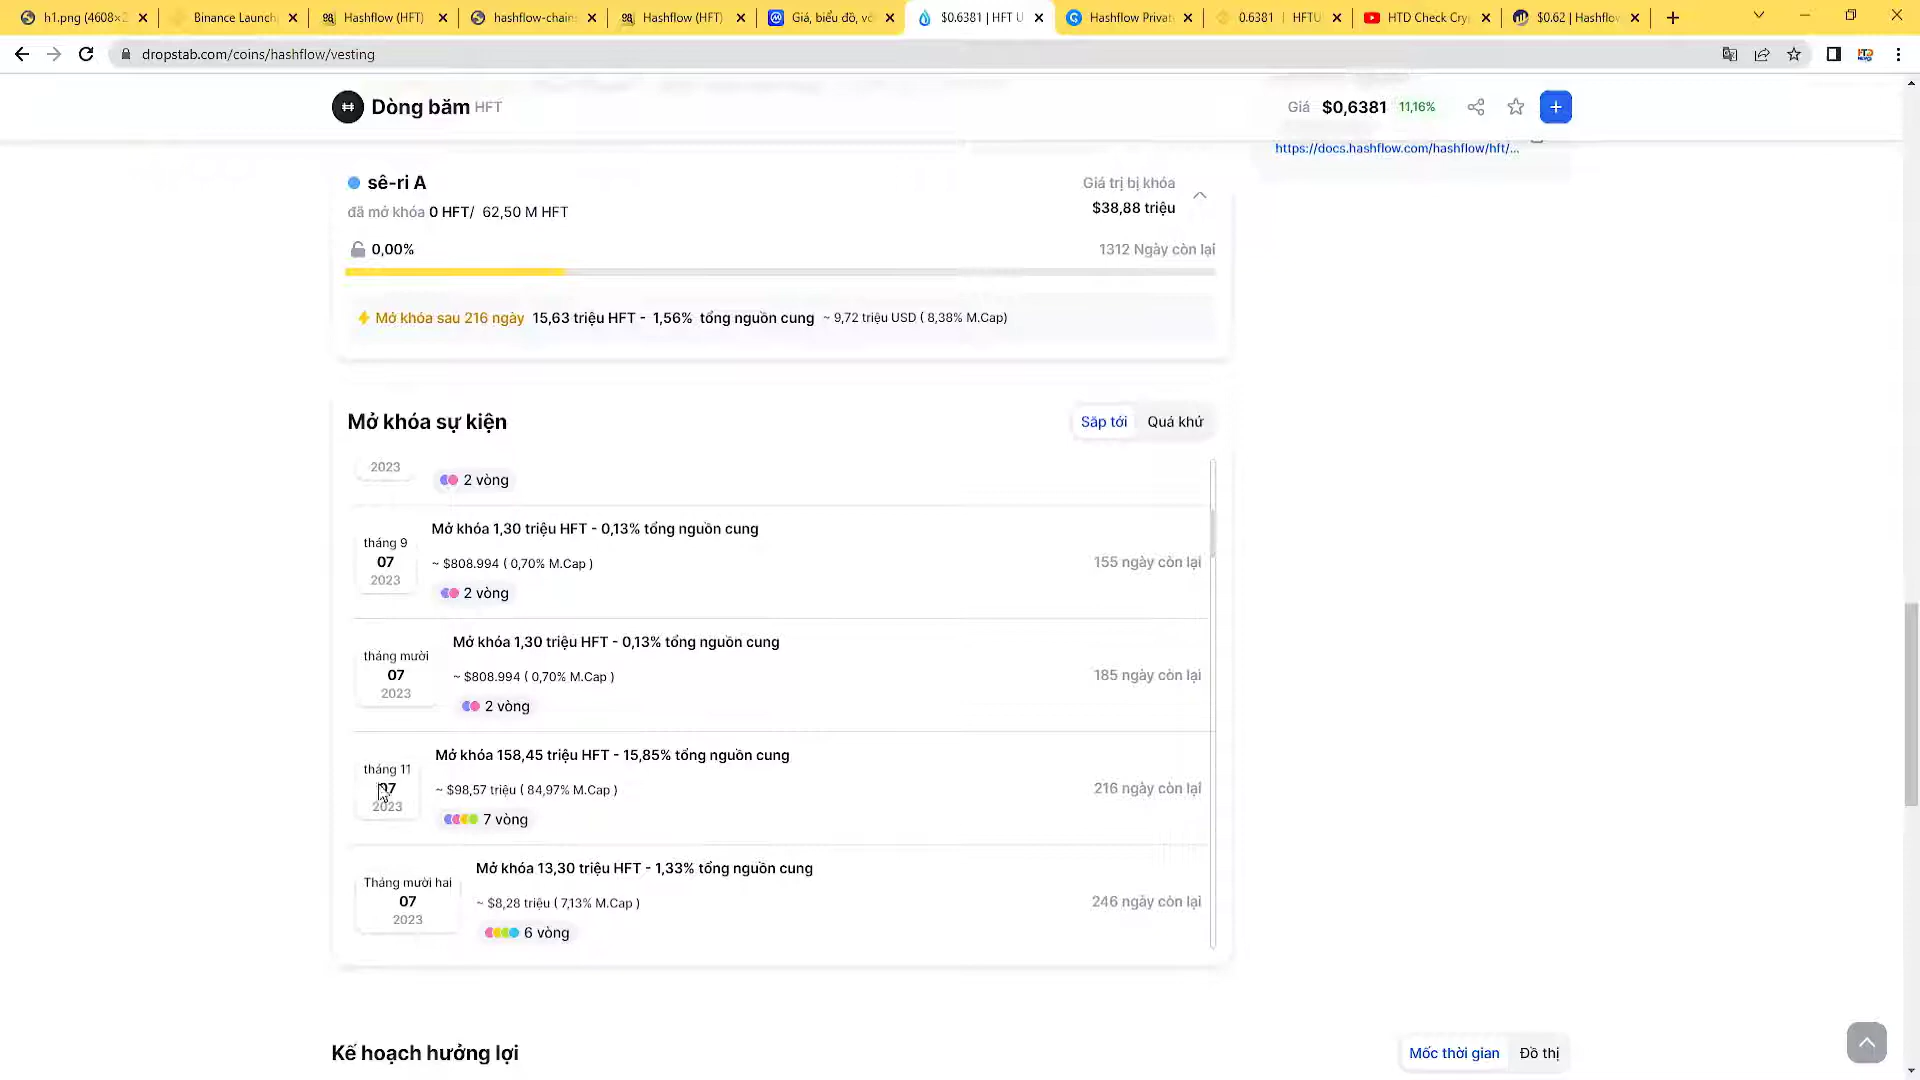 h1.png (4608×2
Binance Launch
Hashflow (HFT)
hashflow-chain
Hashflow (HFT)
Giá, biểu đồ, vố
$0.6381 | HFT U
Hashflow Privat
0.6381 | HFTU
HTD Check Cry
$0.62 | Hashflov
dropstab.com/coins/hashflow/vesting
Dòng băm HFT
Giá $0,6381 11,16%
https://docs.hashflow.com/hashflow/hft/...
sê-ri A
Giá trị bị khóa
đã mở khóa 0 HFT/ 62,50 M HFT
$38,88 triệu
0,00%
1312 Ngày còn lại
Mở khóa sau 216 ngày 15,63 triệu HFT - 1,56% tổng nguồn cung ~ 9,72 triệu USD ( 8,38% M.Cap)
Mở khóa sự kiện
Sắp tới Quá khứ
2023
2 vòng
tháng 9
07
2023
Mở khóa 1,30 triệu HFT - 0,13% tổng nguồn cung
~ $808.994 ( 0,70% M.Cap )
2 vòng
155 ngày còn lại
tháng mười
07
2023
Mở khóa 1,30 triệu HFT - 0,13% tổng nguồn cung
~ $808.994 ( 0,70% M.Cap )
2 vòng
185 ngày còn lại
tháng 11
07
2023
Mở khóa 158,45 triệu HFT - 15,85% tổng nguồn cung
~ $98,57 triệu ( 84,97% M.Cap )
7 vòng
216 ngày còn lại
Tháng mười hai
07
2023
Mở khóa 13,30 triệu HFT - 1,33% tổng nguồn cung
~ $8,28 triệu ( 7,13% M.Cap )
6 vòng
246 ngày còn lại
Kế hoạch hưởng lợi
Mốc thời gian Đồ thị